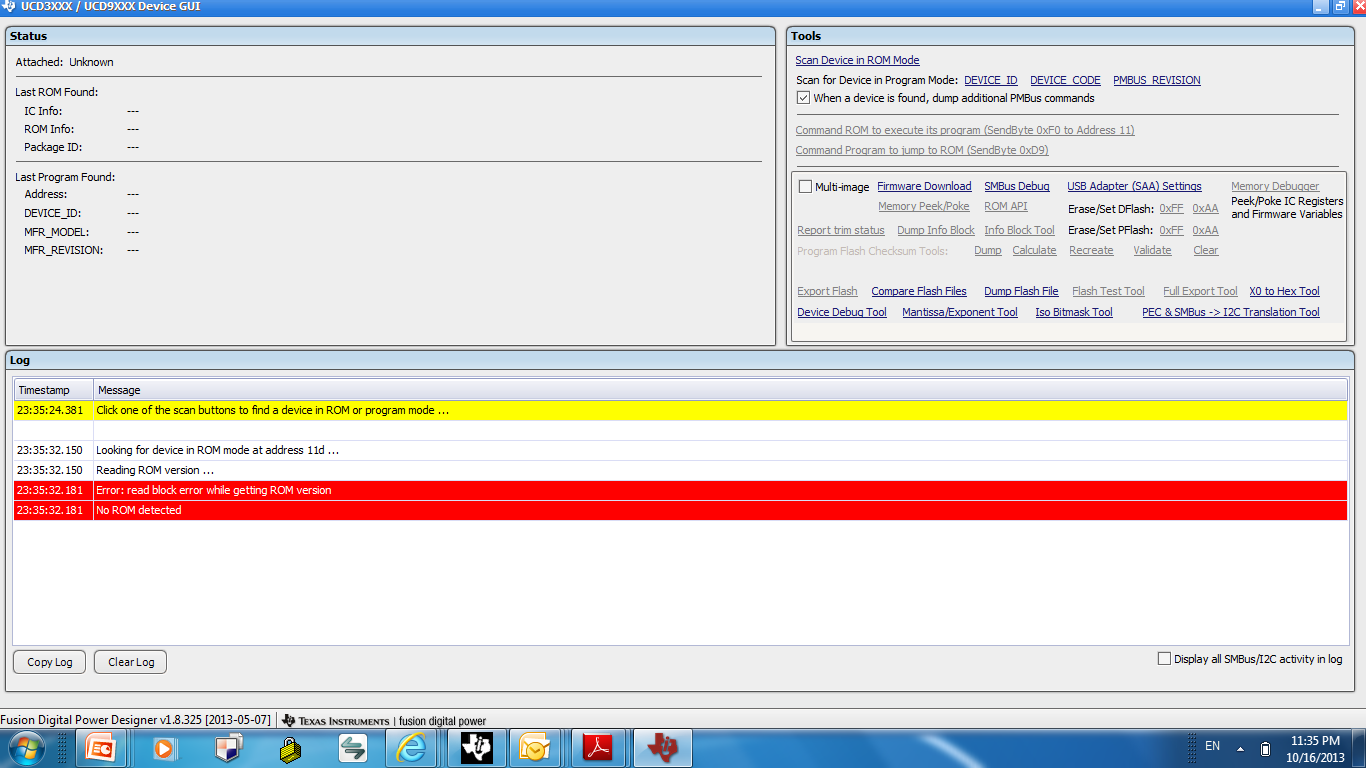 UCD3XXX / UCD9XXX Device GUI
Status
Attached: Unknown
Last ROM Found:
IC Info: ---
ROM Info: ---
Package ID: ---
Last Program Found:
Address: ---
DEVICE_ID: ---
MFR_MODEL: ---
MFR_REVISION: ---
Tools
Scan Device in ROM Mode
Scan for Device in Program Mode: DEVICE_ID DEVICE_CODE PMBUS_REVISION
When a device is found, dump additional PMBus commands
Command ROM to execute its program (SendByte 0xF0 to Address 11)
Command Program to jump to ROM (SendByte 0xD9)
Multi-image Firmware Download SMBus Debug USB Adapter (SAA) Settings Memory Debugger
Peek/Poke IC Registers
and Firmware Variables
Memory Peek/Poke ROM API Erase/Set DFlash: 0xFF 0xAA
Report trim status Dump Info Block Info Block Tool Erase/Set PFlash: 0xFF 0xAA
Program Flash Checksum Tools: Dump Calculate Recreate Validate Clear
Export Flash Compare Flash Files Dump Flash File Flash Test Tool Full Export Tool X0 to Hex Tool
Device Debug Tool Mantissa/Exponent Tool Iso Bitmask Tool PEC & SMBus -> I2C Translation Tool
Log
Timestamp Message
23:35:24.381 Click one of the scan buttons to find a device in ROM or program mode ...
23:35:32.150 Looking for device in ROM mode at address 11d ...
23:35:32.150 Reading ROM version ...
23:35:32.181 Error: read block error while getting ROM version
23:35:32.181 No ROM detected
Copy Log Clear Log Display all SMBus/I2C activity in log
Fusion Digital Power Designer v1.8.325 [2013-05-07] TEXAS INSTRUMENTS | fusion digital power
EN 11:35 PM
10/16/2013